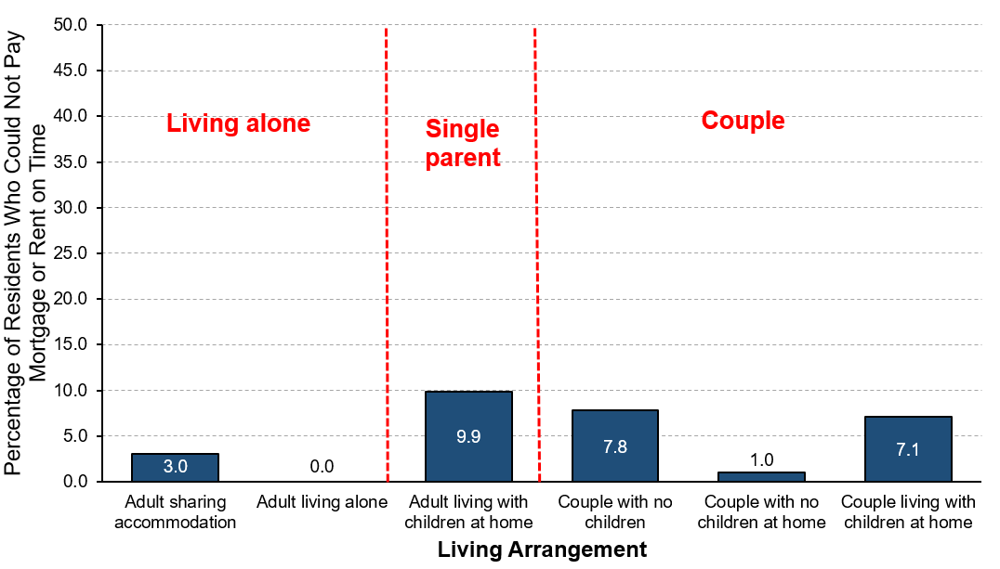 Percentage of Residents Who Could Not Pay
Mortgage or Rent on Time
50.0
45.0
40.0
35.0
30.0
25.0
20.0
15.0
10.0
5.0
0.0
Living alone
Single
parent
Couple
3.0
0.0
9.9
7.8
1.0
7.1
Adult sharing
accommodation
Adult living alone
Adult living with
children at home
Couple with no
children
Couple with no
children at home
Couple living with
children at home
Living Arrangement